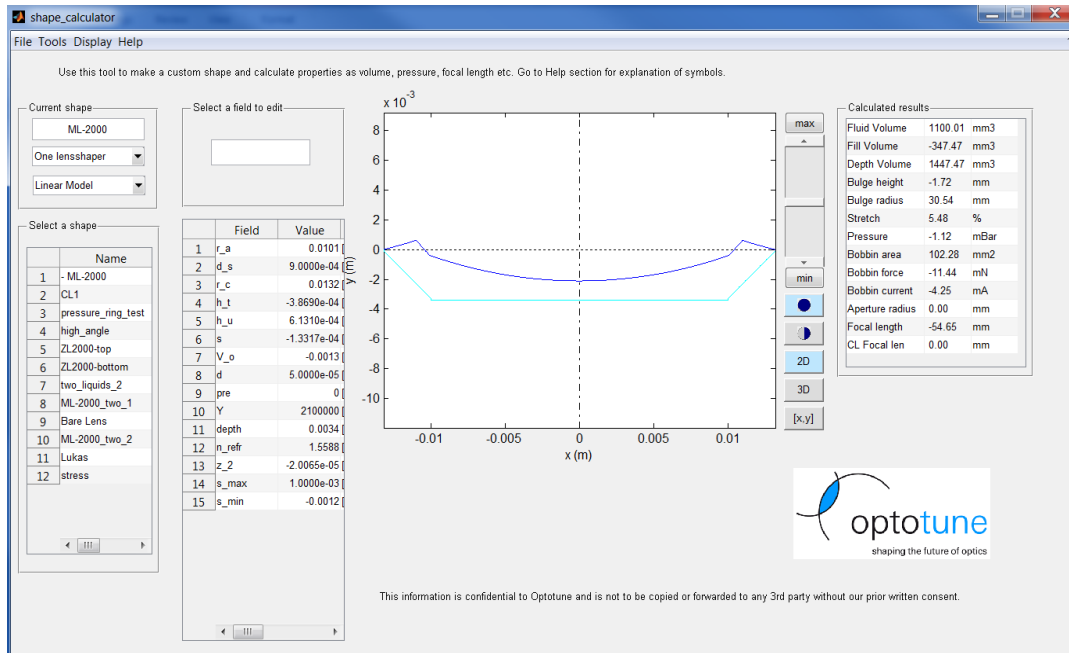 shape_calculator
File Tools Display Help
Use this tool to make a custom shape and calculate properties as volume, pressure, focal length etc. Go to Help section for explanation of symbols.
Current shape
ML-2000
One lensshaper
Linear Model
Select a shape
Name
1 - ML-2000
2 CL1
3 pressure_ring_test
4 high_angle
5 ZL2000-top
6 ZL2000-bottom
7 two_liquids_2
8 ML-2000_two_1
9 Bare Lens
10 ML-2000_two_2
11 Lukas
12 stress
Select a field to edit
Field Value
1 r_a 0.0101 [
2 d_s 9.0000e-04 [
3 r_c 0.0132 [
4 h_t -3.8690e-04 [
5 h_u 6.1310e-04 [
6 s -1.3317e-04 [
7 V_o -0.0013 [
8 d 5.0000e-05 [
9 pre 0 [
10 Y 2100000 [
11 depth 0.0034 [
12 n_refr 1.5588 [
13 z_2 -2.0065e-05 [
14 s_max 1.0000e-03 [
15 s_min -0.0012 [
x 10^-3
8
6
4
2
0
-2
-4
-6
-8
-10
y (m)
-0.01 -0.005 0 0.005 0.01
x (m)
max
min
2D
3D
[x,y]
Calculated results
Fluid Volume 1100.01 mm3
Fill Volume -347.47 mm3
Depth Volume 1447.47 mm3
Bulge height -1.72 mm
Bulge radius 30.54 mm
Stretch 5.48 %
Pressure -1.12 mBar
Bobbin area 102.28 mm2
Bobbin force -11.44 mN
Bobbin current -4.25 mA
Aperture radius 0.00 mm
Focal length -54.65 mm
CL Focal len 0.00 mm
optotune
shaping the future of optics
This information is confidential to Optotune and is not to be copied or forwarded to any 3rd party without our prior written consent.